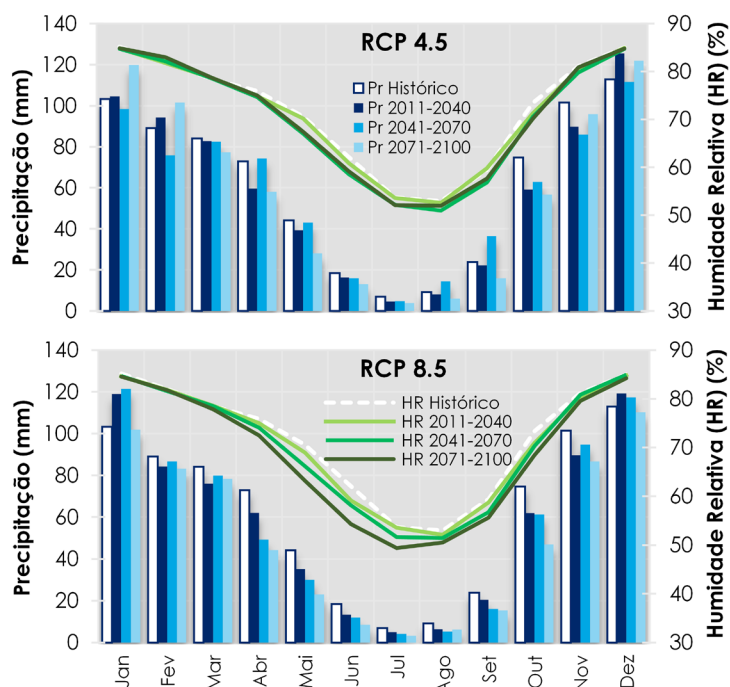 RCP 4.5
Precipitação (mm)
140
120
100
80
60
40
20
0
Pr Histórico
Pr 2011-2040
Pr 2041-2070
Pr 2071-2100
90
80
70
60
50
40
30
Humidade Relativa (HR) (%)
RCP 8.5
Precipitação (mm)
140
120
100
80
60
40
20
0
HR Histórico
HR 2011-2040
HR 2041-2070
HR 2071-2100
90
80
70
60
50
40
30
Humidade Relativa (HR) (%)
Jan
Fev
Mar
Abr
Mai
Jun
Jul
Ago
Set
Out
Nov
Dez